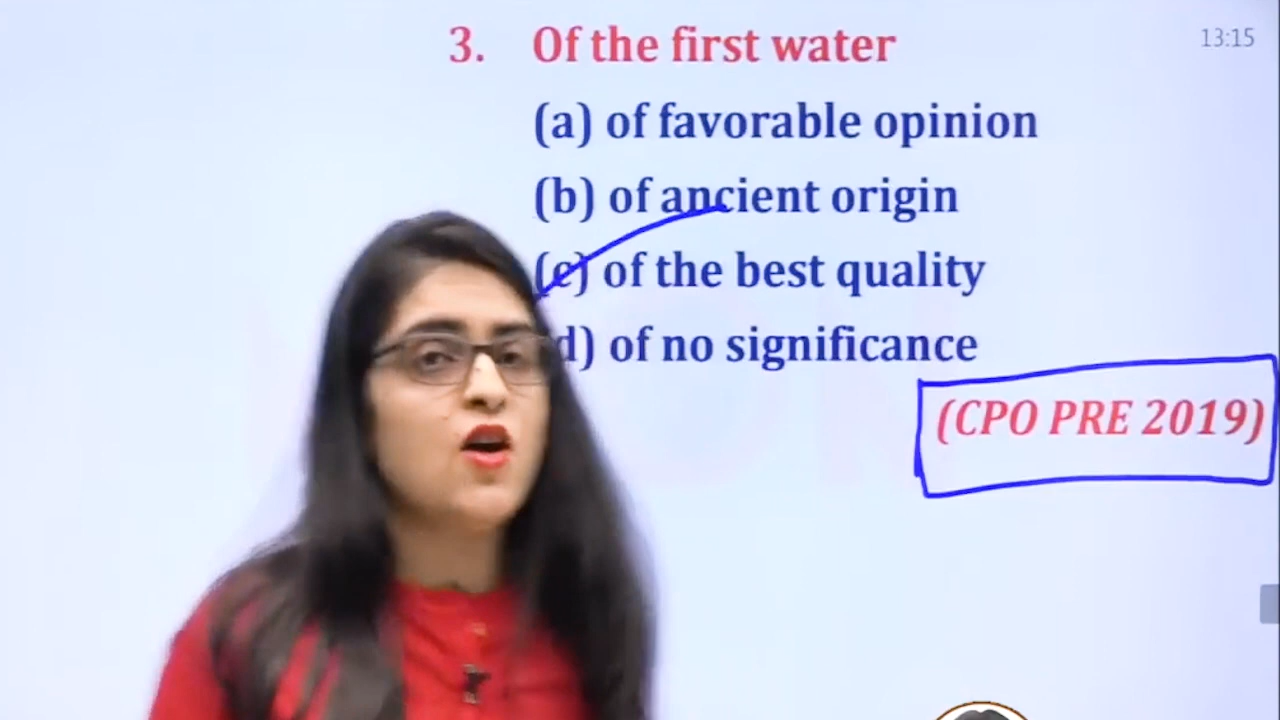 13:15
3. Of the first water
(a) of favorable opinion
(b) of ancient origin
(c) of the best quality
d) of no significance
(CPO PRE 2019)